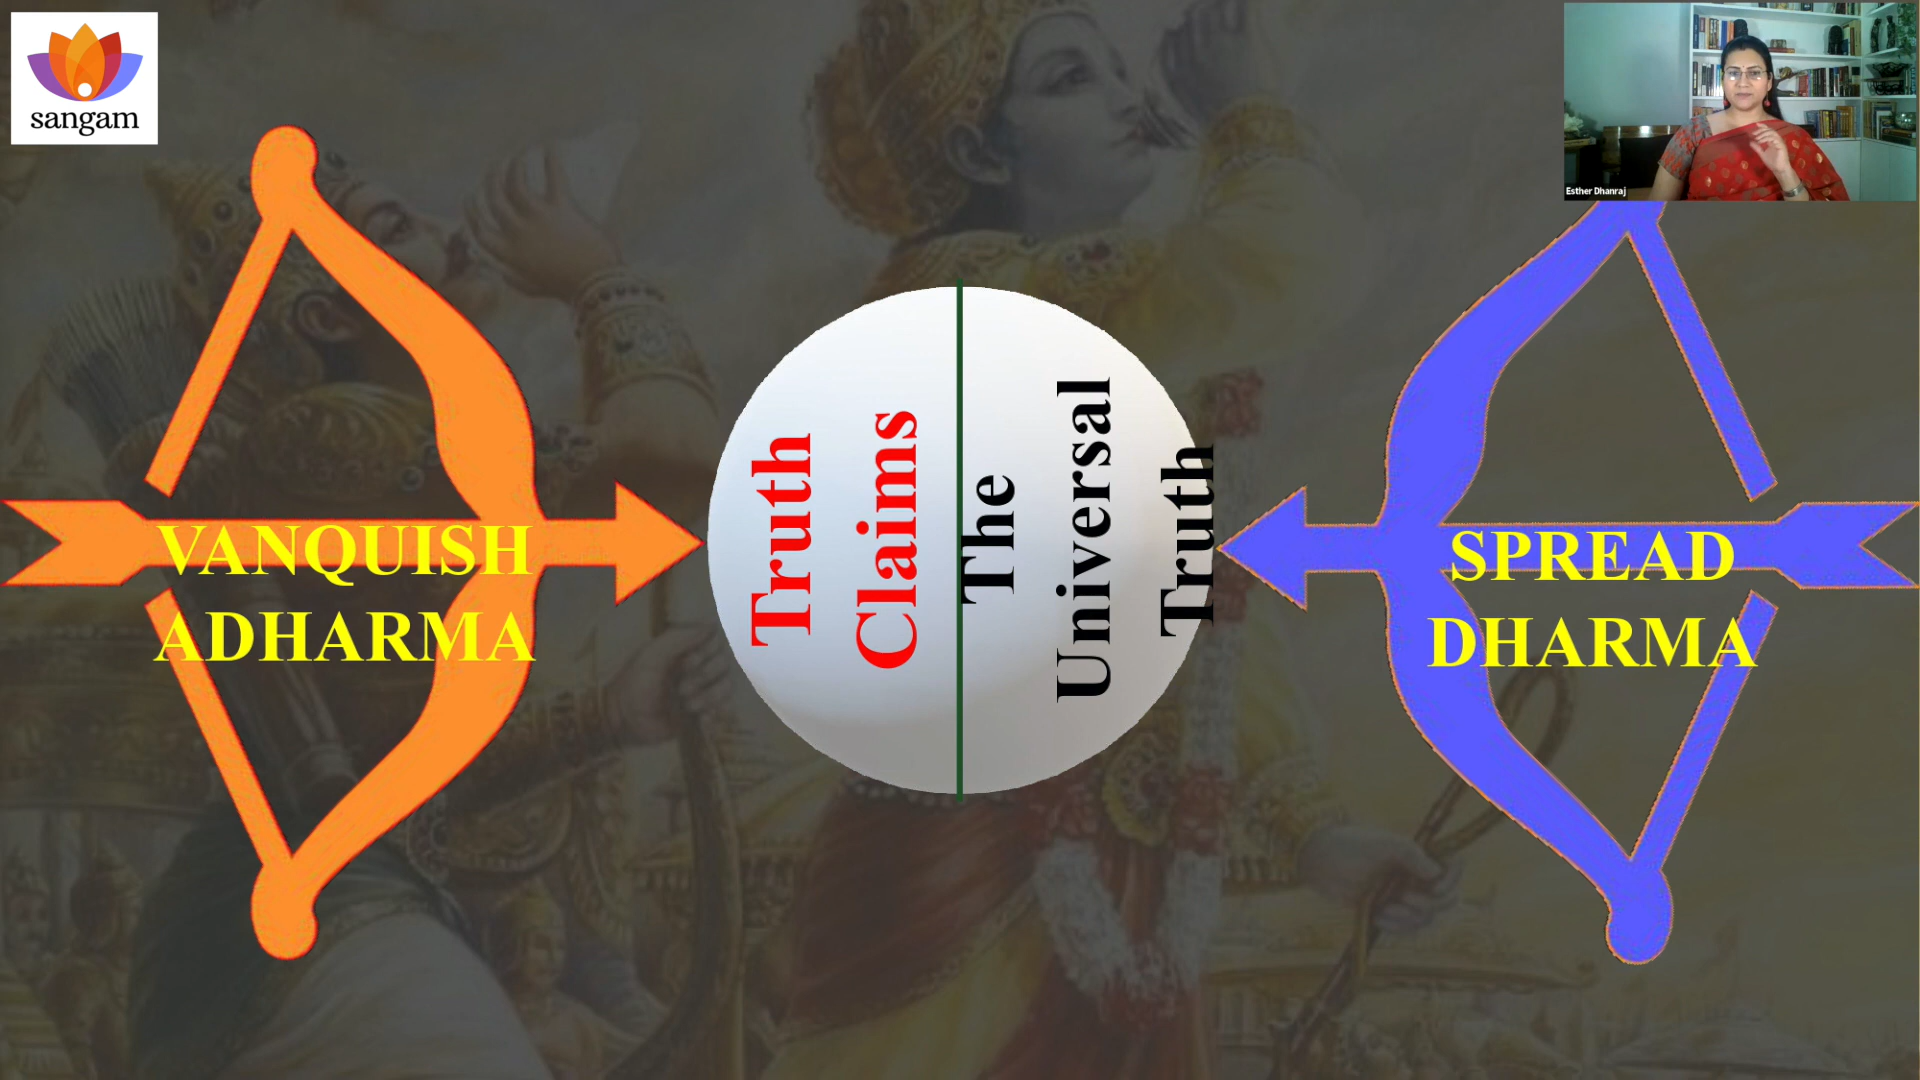 sangam
Esther Dhanraj
VANQUISH
ADHARMA
Truth
Claims
The
Universal
Truth
SPREAD
DHARMA